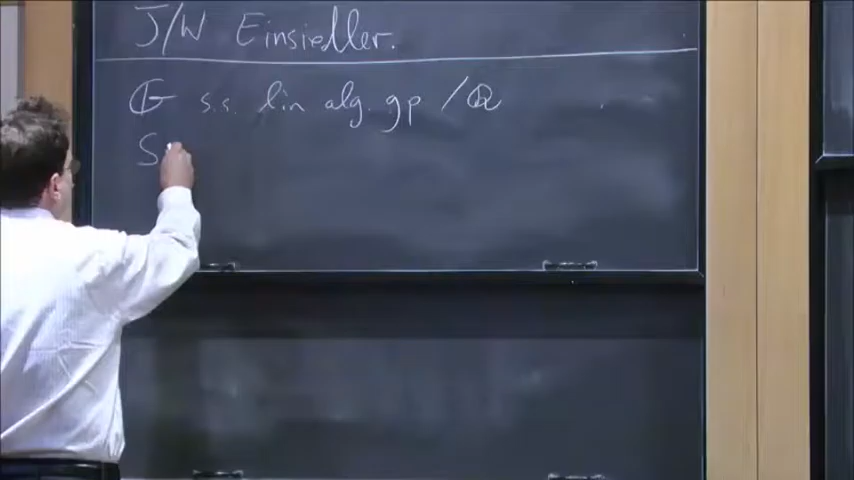 J/W Einsiedler.
𝔾 s.s. lin alg. gp / ℚ
S